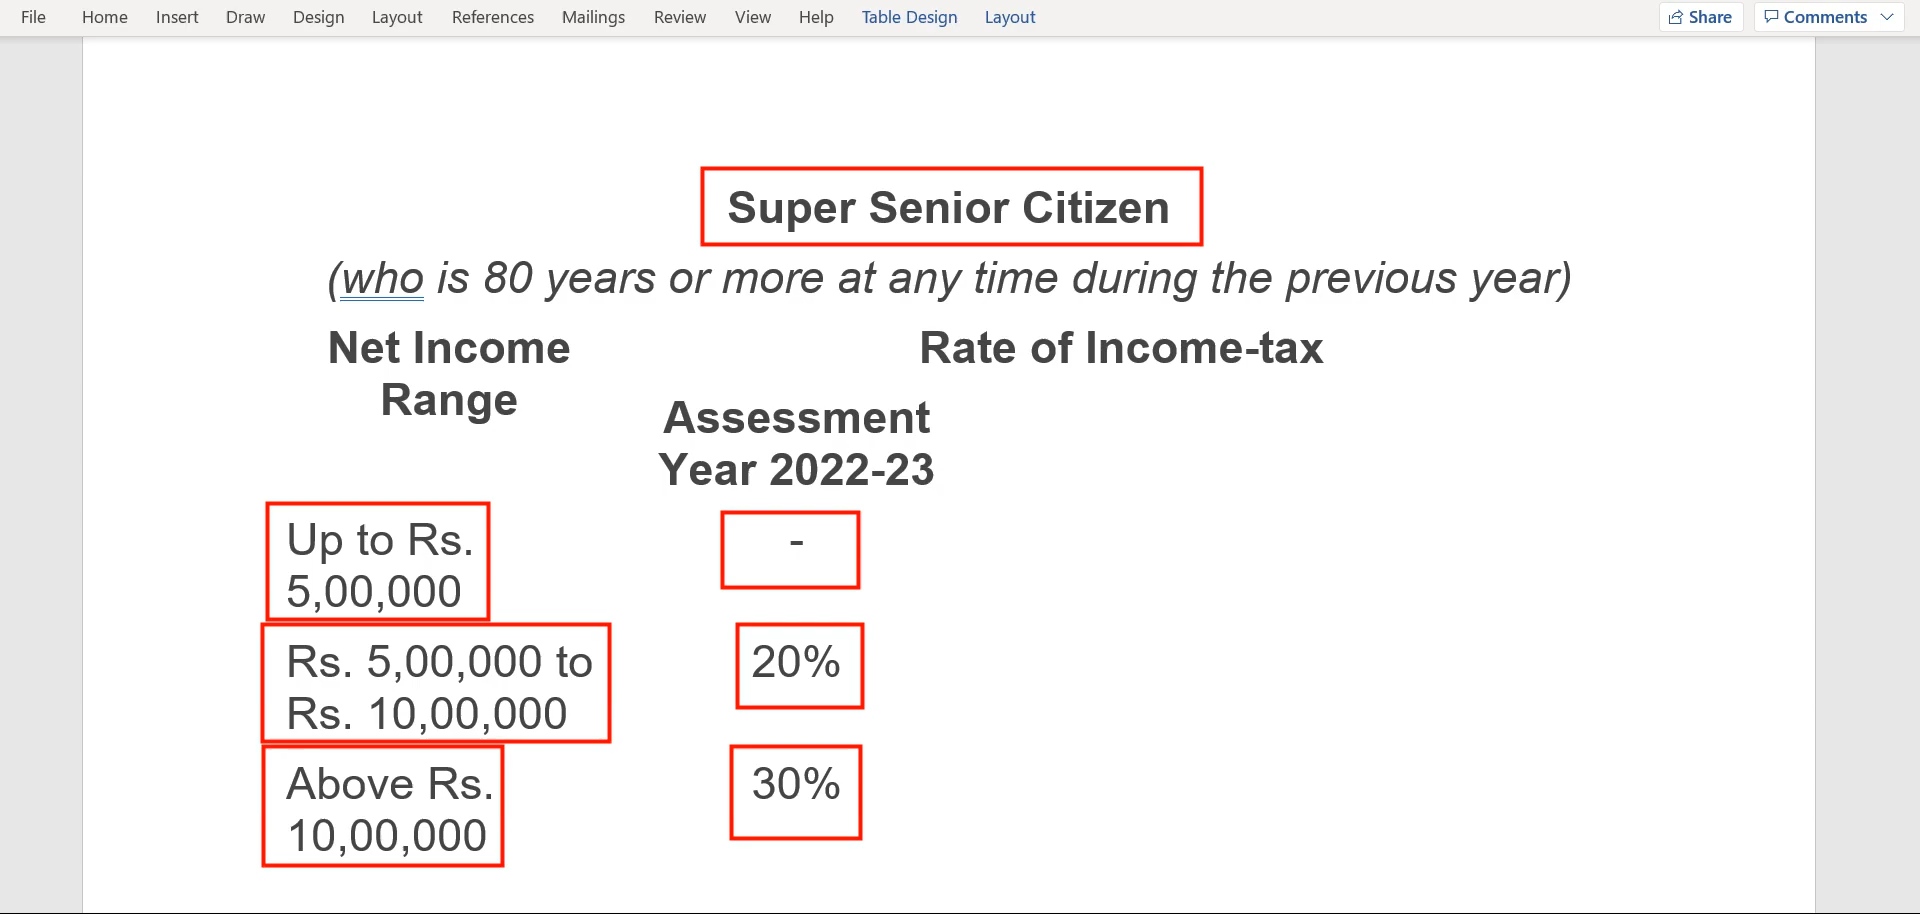 File Home Insert Draw Design Layout References Mailings Review View Help Table Design Layout Share Comments
Super Senior Citizen
(who is 80 years or more at any time during the previous year)
Net Income Rate of Income-tax
Range
Assessment
Year 2022-23
Up to Rs. -
5,00,000
Rs. 5,00,000 to 20%
Rs. 10,00,000
Above Rs. 30%
10,00,000